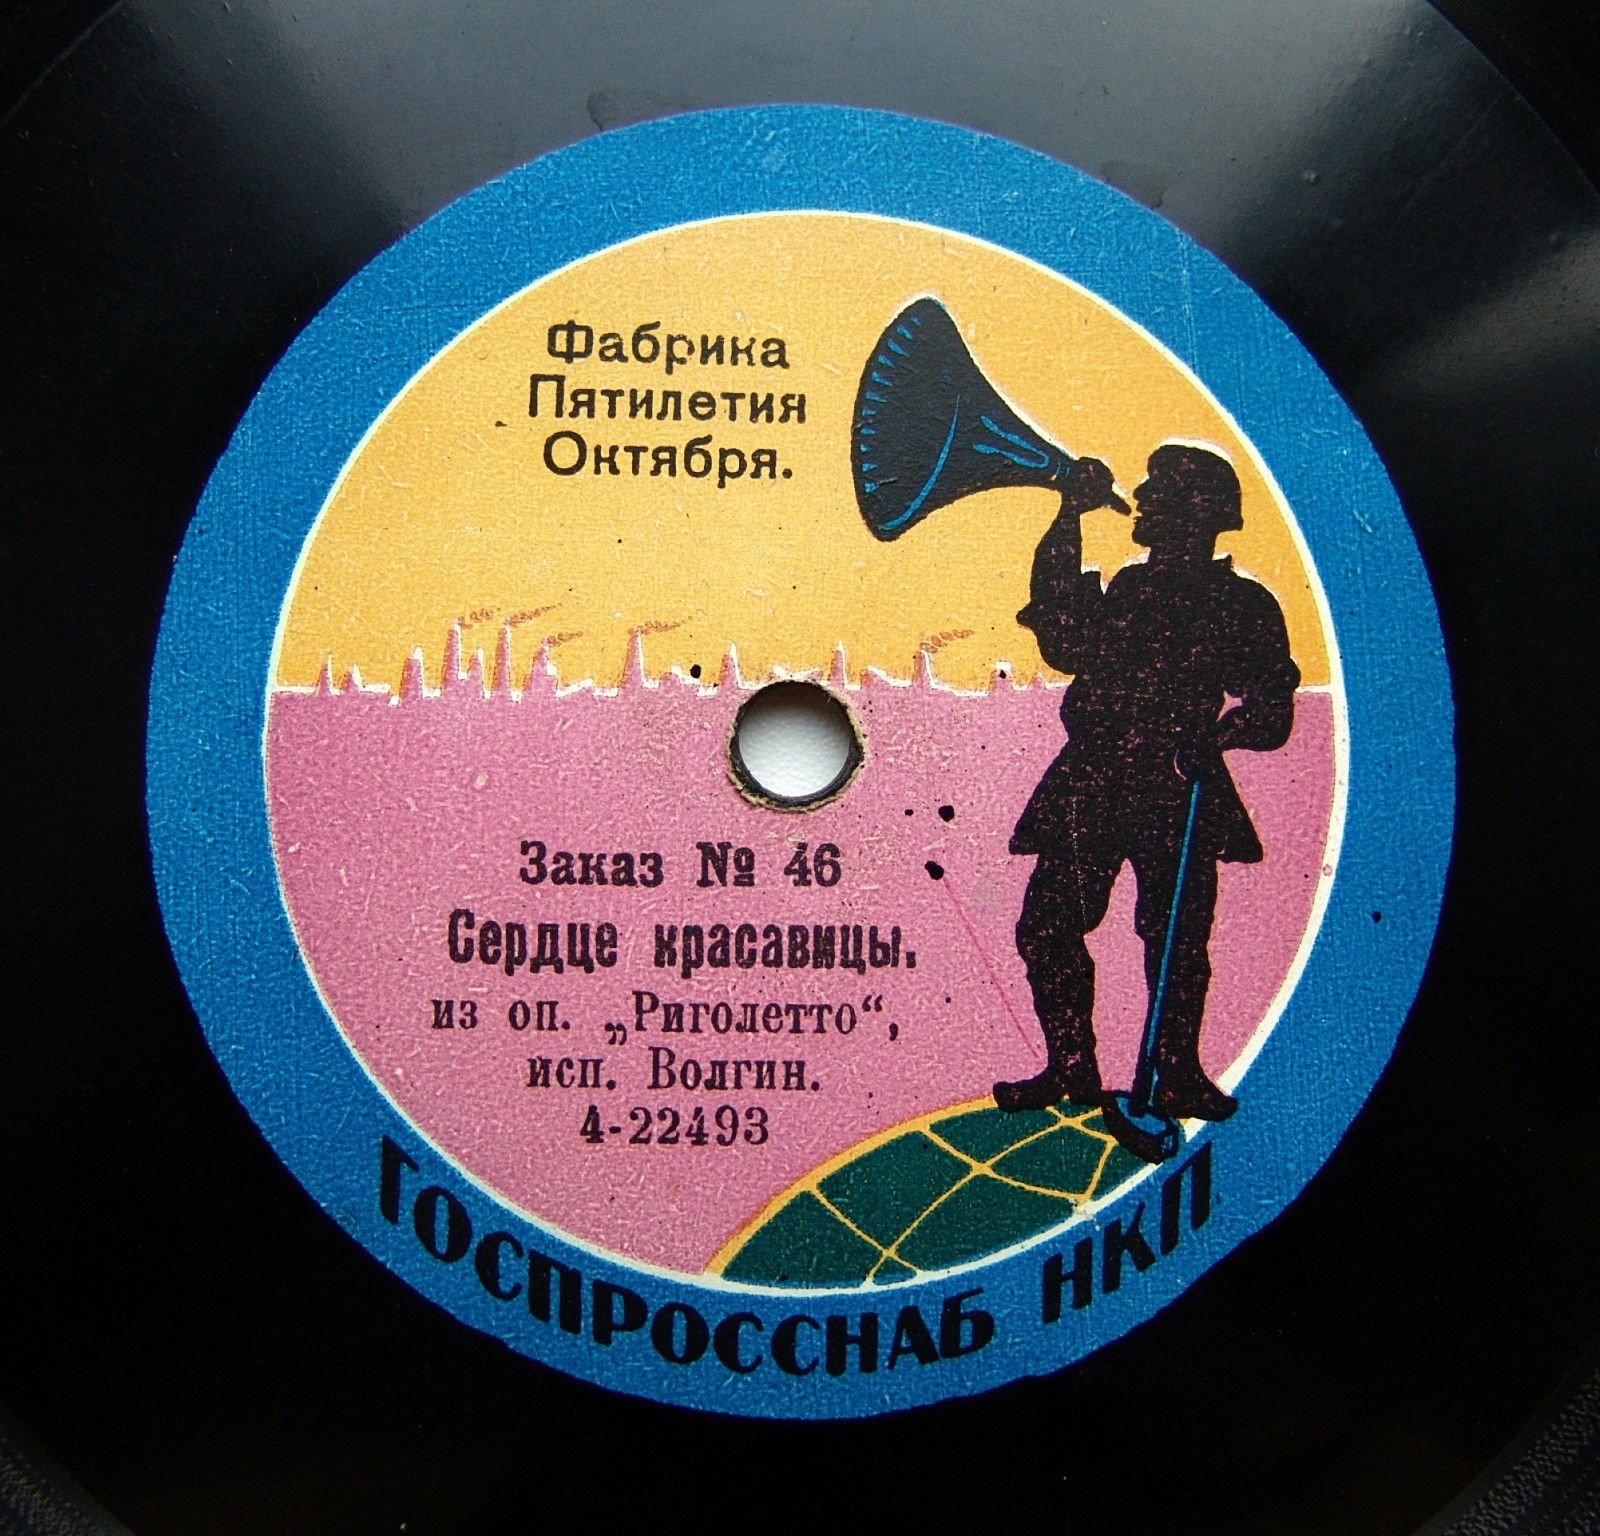 Фабрика
Пятилетия
Октября.
Заказ № 46
Сердце красавицы.
из оп. „Риголетто“,
исп. Волгин.
4-22493
ГОСПРОССНАБ НКП